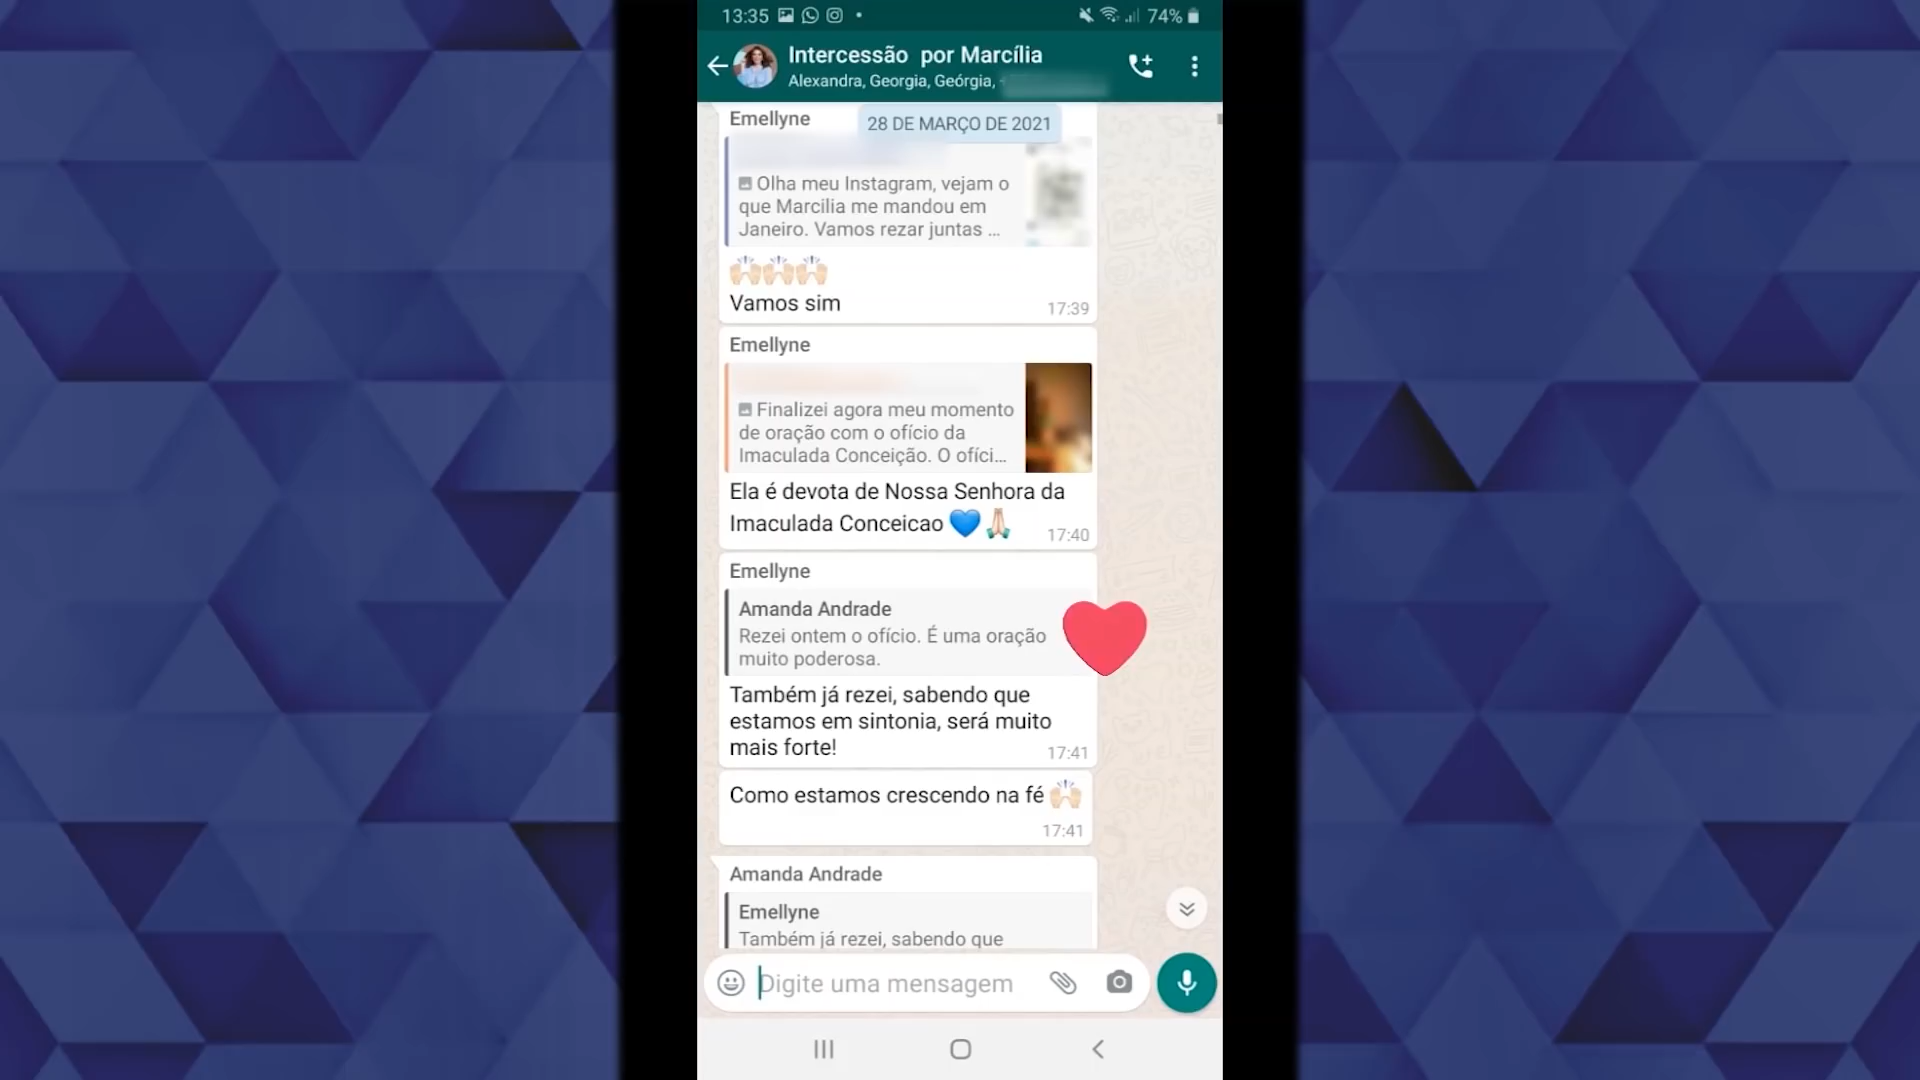 13:35
74%
Intercessão por Marcília
Alexandra, Georgia, Geórgia,
Emellyne
28 DE MARÇO DE 2021
Olha meu Instagram, vejam o
que Marcilia me mandou em
Janeiro. Vamos rezar juntas ...
Vamos sim
17:39
Emellyne
Finalizei agora meu momento
de oração com o ofício da
Imaculada Conceição. O ofíci...
Ela é devota de Nossa Senhora da
Imaculada Conceicao 💙🙏🏻
17:40
Emellyne
Amanda Andrade
Rezei ontem o ofício. É uma oração
muito poderosa.
Também já rezei, sabendo que
estamos em sintonia, será muito
mais forte!
17:41
Como estamos crescendo na fé 🙌🏻
17:41
Amanda Andrade
Emellyne
Também já rezei, sabendo que
Digite uma mensagem